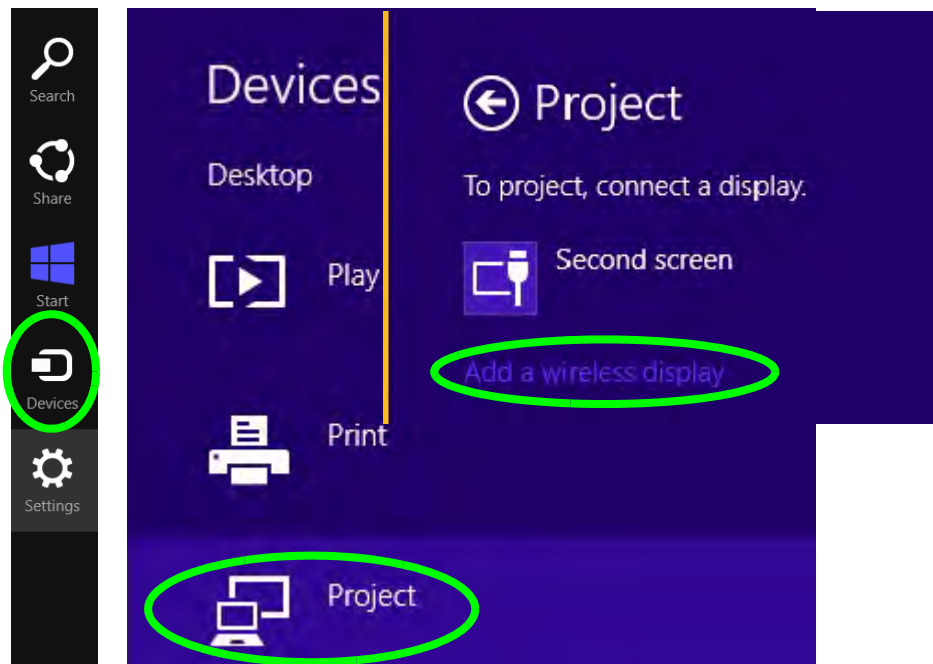 Search
Share
Start
Devices
Settings
Devices
Desktop
Play
Print
Project
Project
To project, connect a display.
Second screen
Add a wireless display